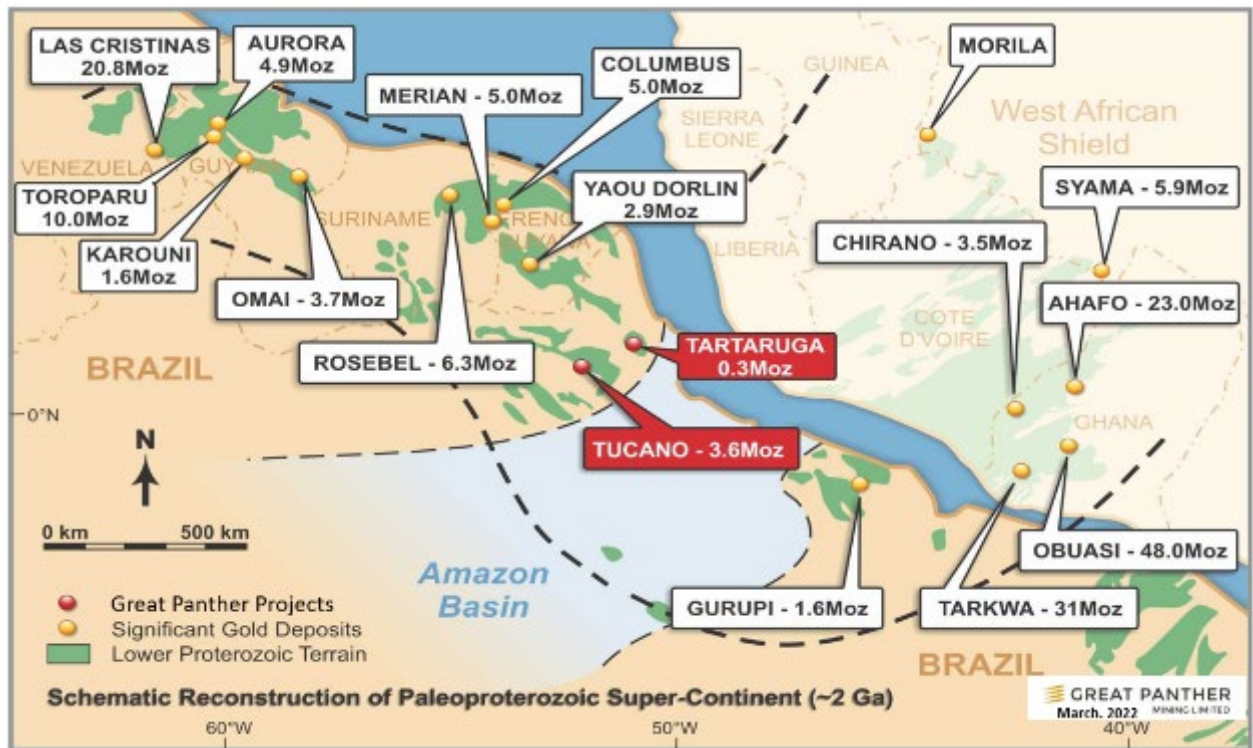 LAS CRISTINAS
20.8Moz
AURORA
4.9Moz
MERIAN - 5.0Moz
COLUMBUS
5.0Moz
GUINEA
MORILA
SIERRA
LEONE
West African
Shield
VENEZUELA
GUY
TOROPARU
10.0Moz
SURINAME
FRENC
GUYANA
YAOU DORLIN
2.9Moz
LIBERIA
SYAMA - 5.9Moz
CHIRANO - 3.5Moz
KAROUNI
1.6Moz
OMAI - 3.7Moz
AHAFO - 23.0Moz
COTE
D'VOIRE
BRAZIL
ROSEBEL - 6.3Moz
TARTARUGA
0.3Moz
0°N
N
TUCANO - 3.6Moz
GHANA
0 km 500 km
OBUASI - 48.0Moz
Amazon
Basin
Great Panther Projects
Significant Gold Deposits
Lower Proterozoic Terrain
GURUPI - 1.6Moz
TARKWA - 31Moz
BRAZIL
Schematic Reconstruction of Paleoproterozoic Super-Continent (~2 Ga)
GREAT PANTHER
MINING LIMITED
March. 2022
60°W 50°W 40°W